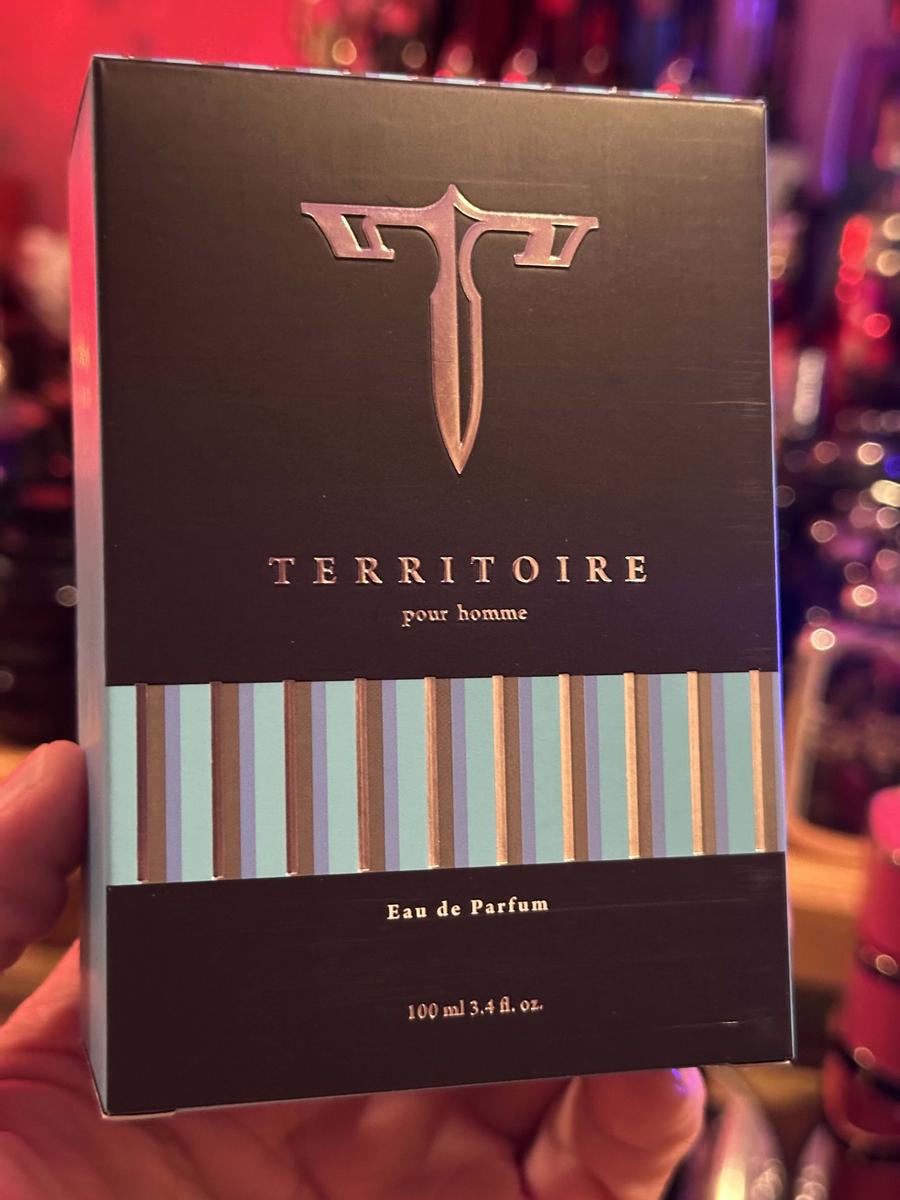 TERRITOIRE
pour homme
Eau de Parfum
100 ml 3.4 fl. oz.